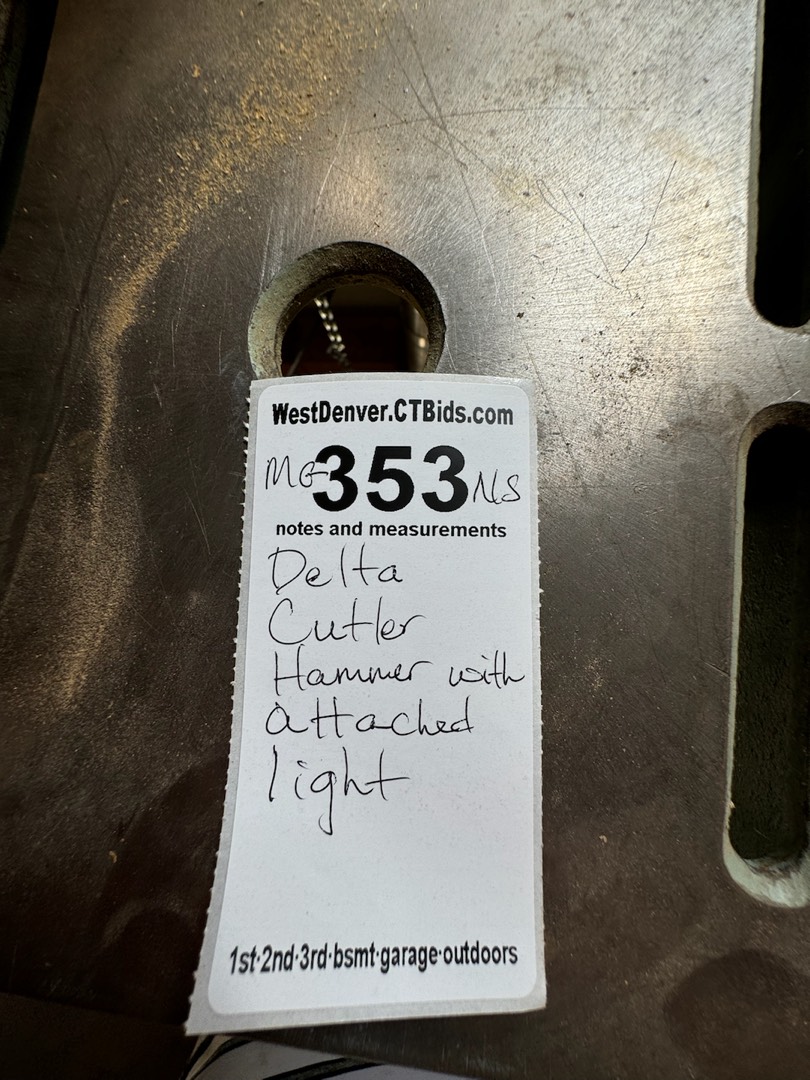 WestDenver.CTBids.com
MG 353 NS
notes and measurements
Delta
Cutler
Hammer with
attached
light
1st·2nd·3rd·bsmt·garage·outdoors